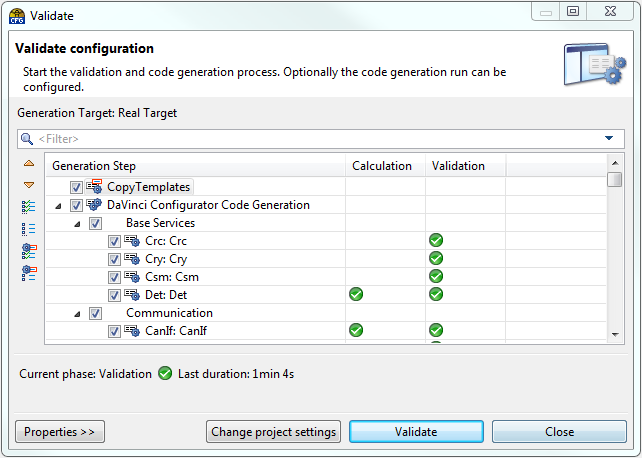 CFG Validate
Validate configuration
Start the validation and code generation process. Optionally the code generation run can be
configured.
Generation Target: Real Target
<Filter>
Generation Step Calculation Validation
CopyTemplates
DaVinci Configurator Code Generation
Base Services
Crc: Crc
Cry: Cry
Csm: Csm
Det: Det
Communication
CanIf: CanIf
Current phase: Validation Last duration: 1min 4s
Properties >> Change project settings Validate Close